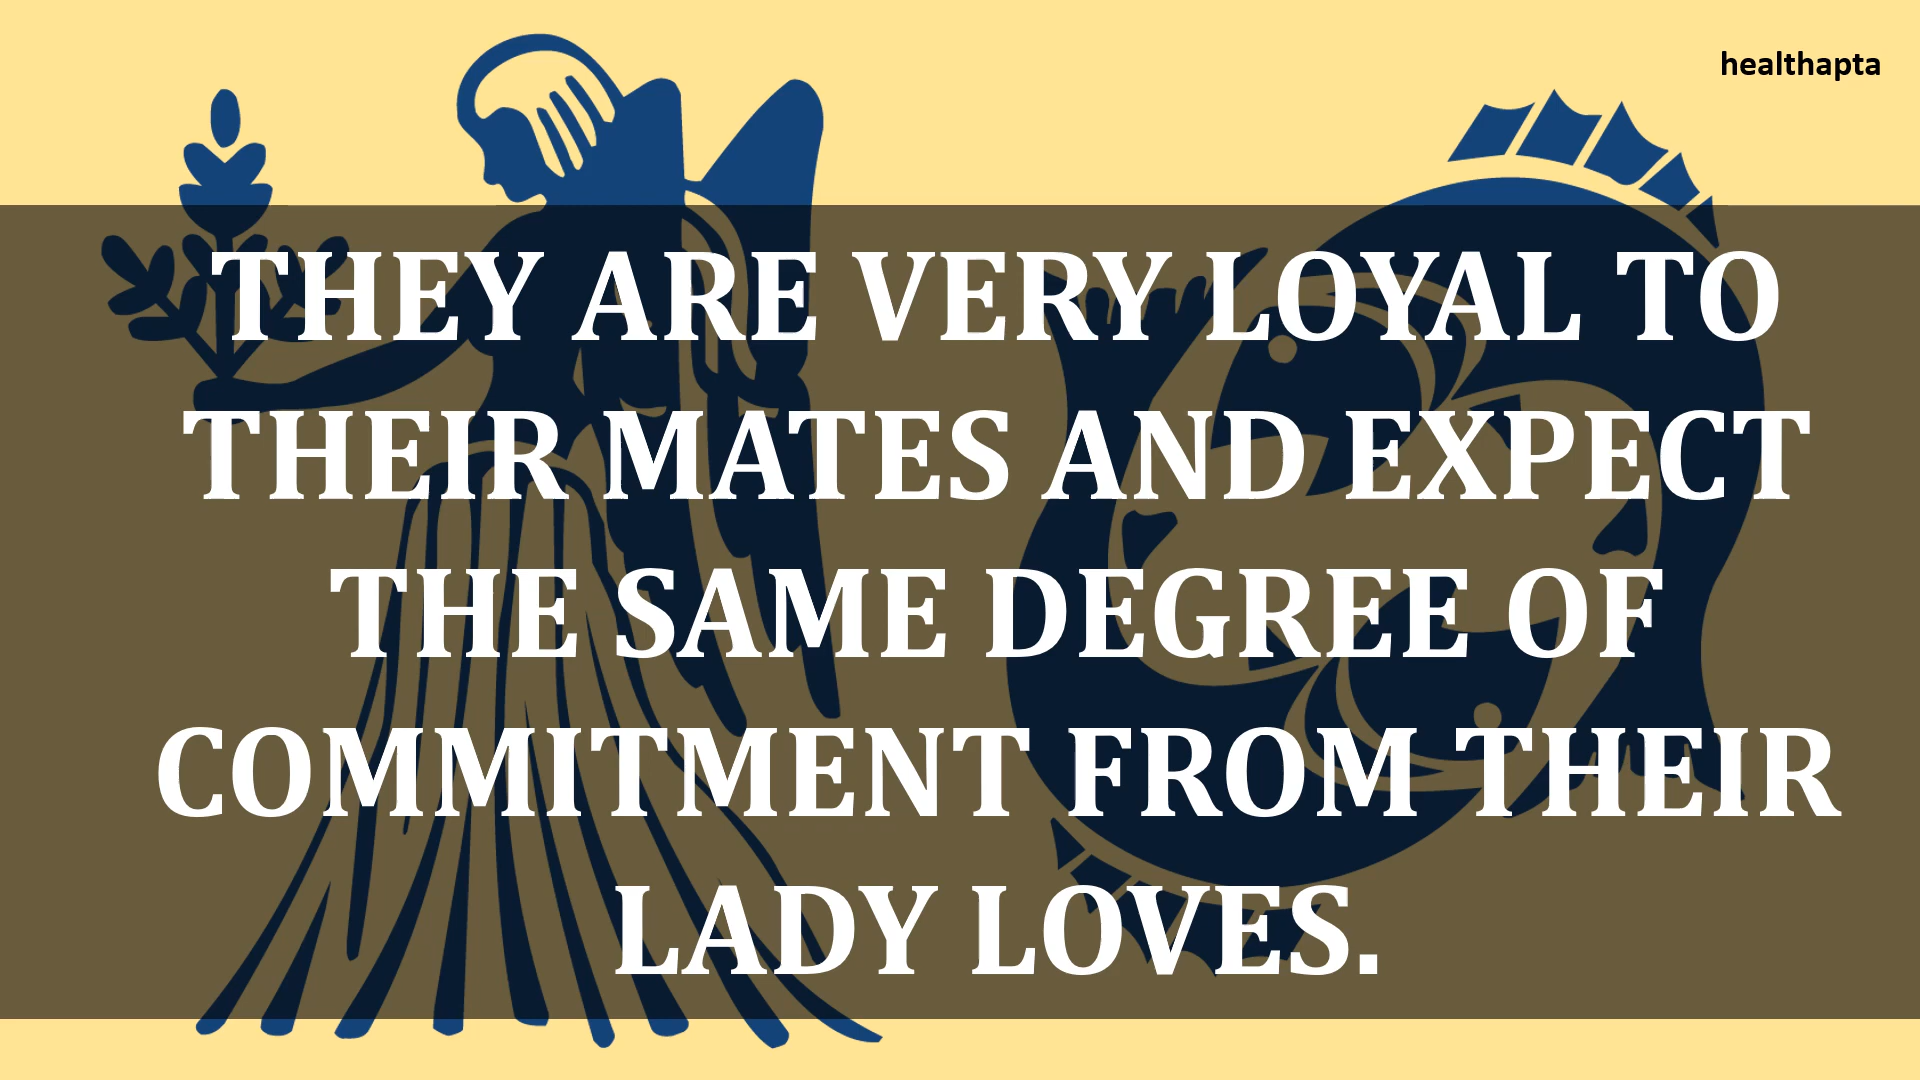 healthapta
THEY ARE VERY LOYAL TO
THEIR MATES AND EXPECT
THE SAME DEGREE OF
COMMITMENT FROM THEIR
LADY LOVES.